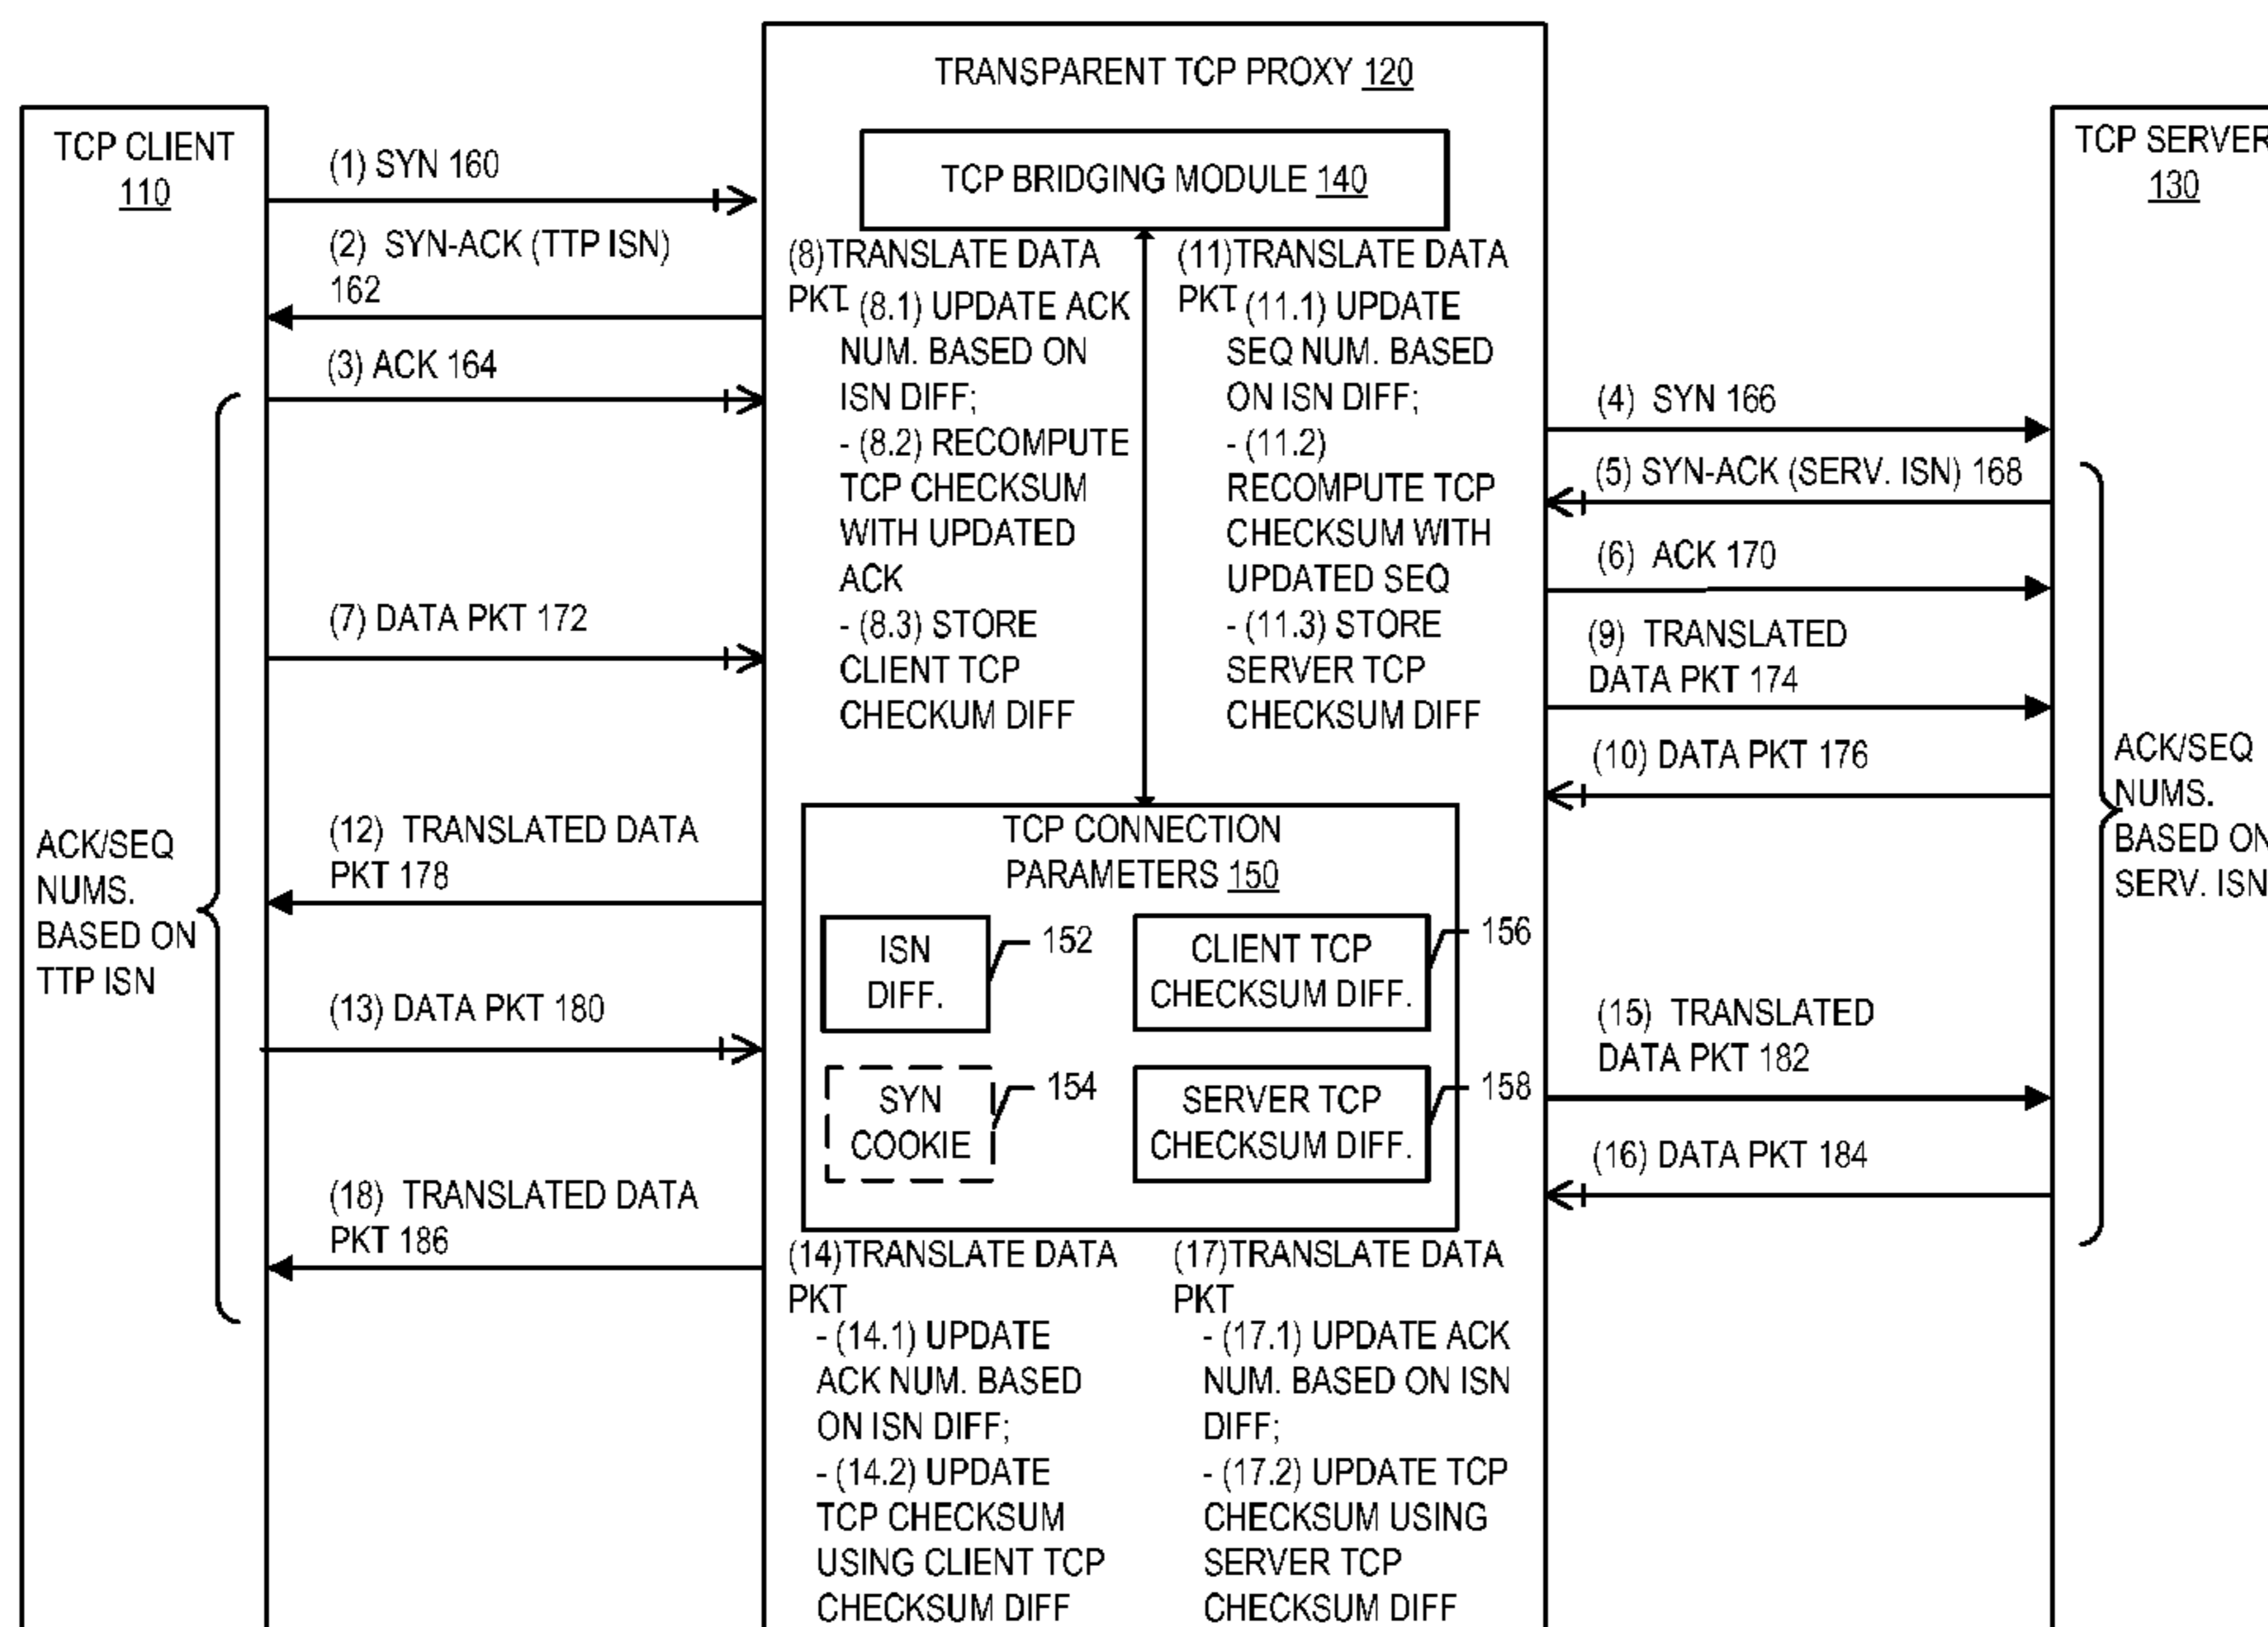 TRANSPARENT TCP PROXY 120
TCP BRIDGING MODULE 140
TCP CLIENT
110
(1) SYN 160
(2) SYN-ACK (TTP ISN)
162
(3) ACK 164
(7) DATA PKT 172
(12) TRANSLATED DATA
PKT 178
(13) DATA PKT 180
(18) TRANSLATED DATA
PKT 186
ACK/SEQ
NUMS.
BASED ON
TTP ISN
(8)TRANSLATE DATA
PKT
- (8.1) UPDATE ACK
NUM. BASED ON
ISN DIFF;
- (8.2) RECOMPUTE
TCP CHECKSUM
WITH UPDATED
ACK
- (8.3) STORE
CLIENT TCP
CHECKUM DIFF
(11)TRANSLATE DATA
PKT
- (11.1) UPDATE
SEQ NUM. BASED
ON ISN DIFF;
- (11.2)
RECOMPUTE TCP
CHECKSUM WITH
UPDATED SEQ
- (11.3) STORE
SERVER TCP
CHECKSUM DIFF
TCP CONNECTION
PARAMETERS 150
ISN
DIFF.
152
CLIENT TCP
CHECKSUM DIFF.
156
SYN
COOKIE
154
SERVER TCP
CHECKSUM DIFF.
158
(14)TRANSLATE DATA
PKT
- (14.1) UPDATE
ACK NUM. BASED
ON ISN DIFF;
- (14.2) UPDATE
TCP CHECKSUM
USING CLIENT TCP
CHECKSUM DIFF
(17)TRANSLATE DATA
PKT
- (17.1) UPDATE ACK
NUM. BASED ON ISN
DIFF;
- (17.2) UPDATE TCP
CHECKSUM USING
SERVER TCP
CHECKSUM DIFF
TCP SERVER
130
(4) SYN 166
(5) SYN-ACK (SERV. ISN) 168
(6) ACK 170
(9) TRANSLATED
DATA PKT 174
(10) DATA PKT 176
(15) TRANSLATED
DATA PKT 182
(16) DATA PKT 184
ACK/SEQ
NUMS.
BASED ON
SERV. ISN